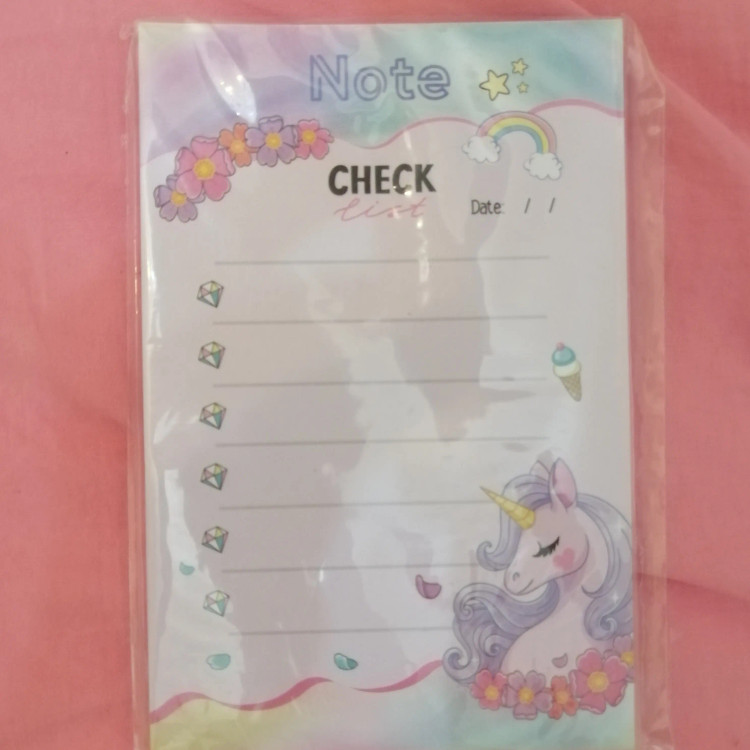 Note
CHECK
list
Date: / /